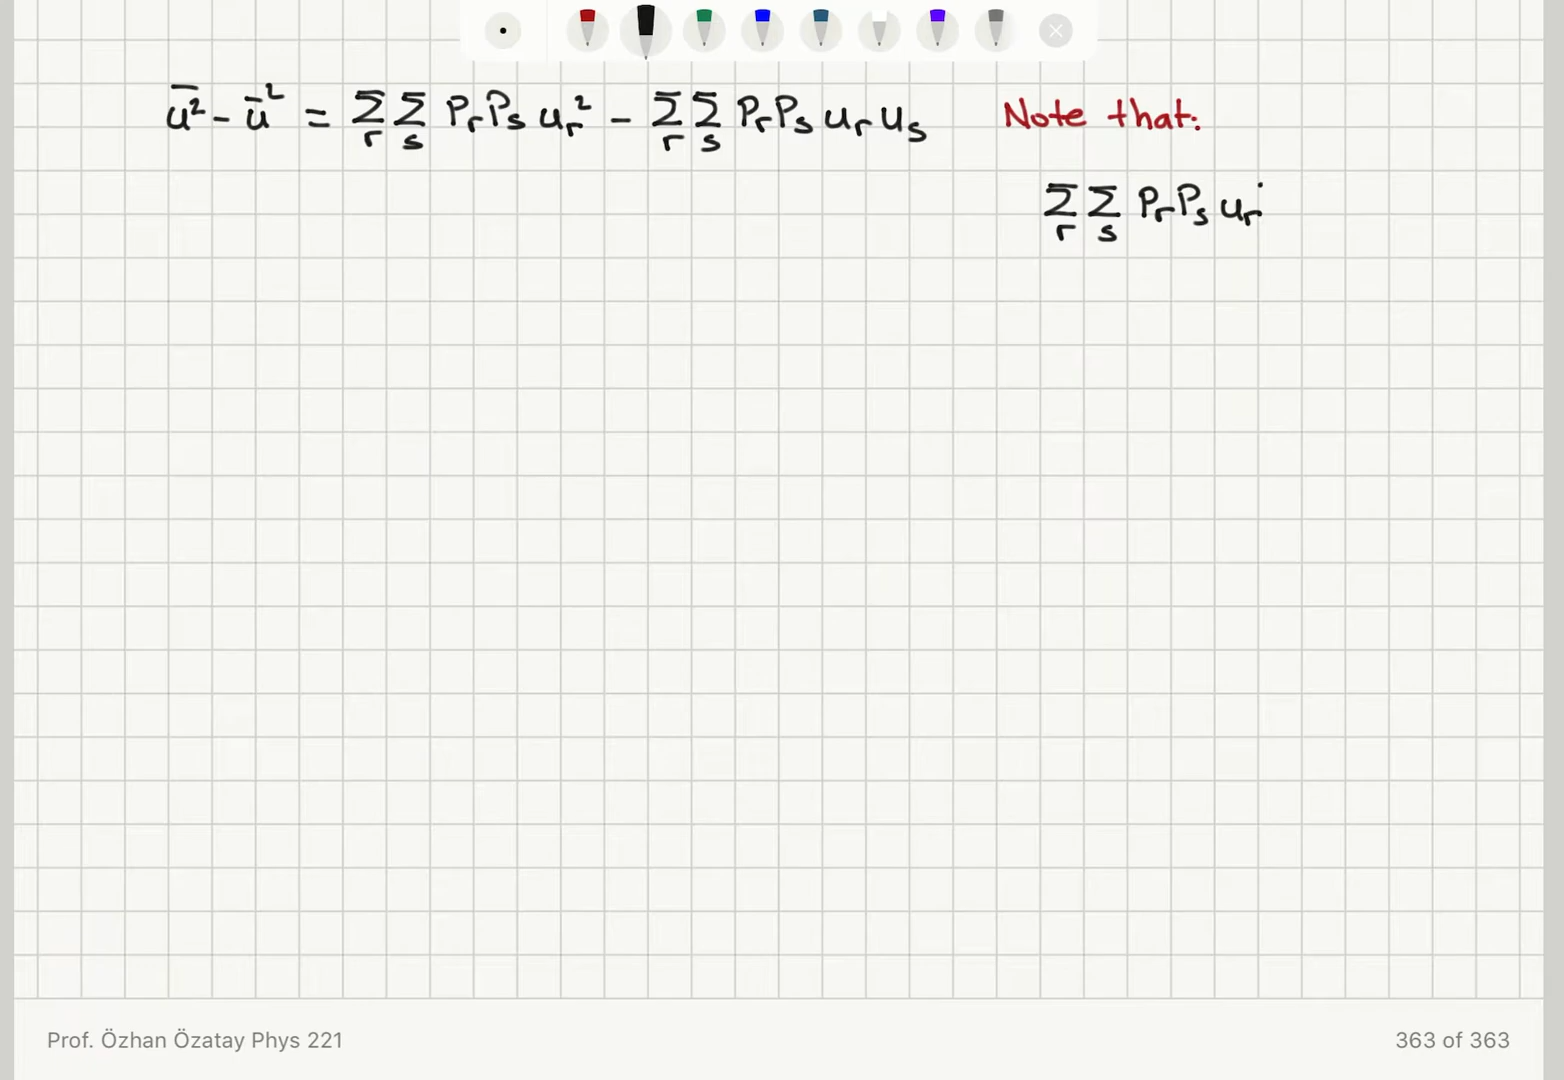 u̅² - u̅² = Σ_r Σ_s P_r P_s u_r² - Σ_r Σ_s P_r P_s u_r u_s Note that:
Σ_r Σ_s P_r P_s u_r
Prof. Özhan Özatay Phys 221 363 of 363